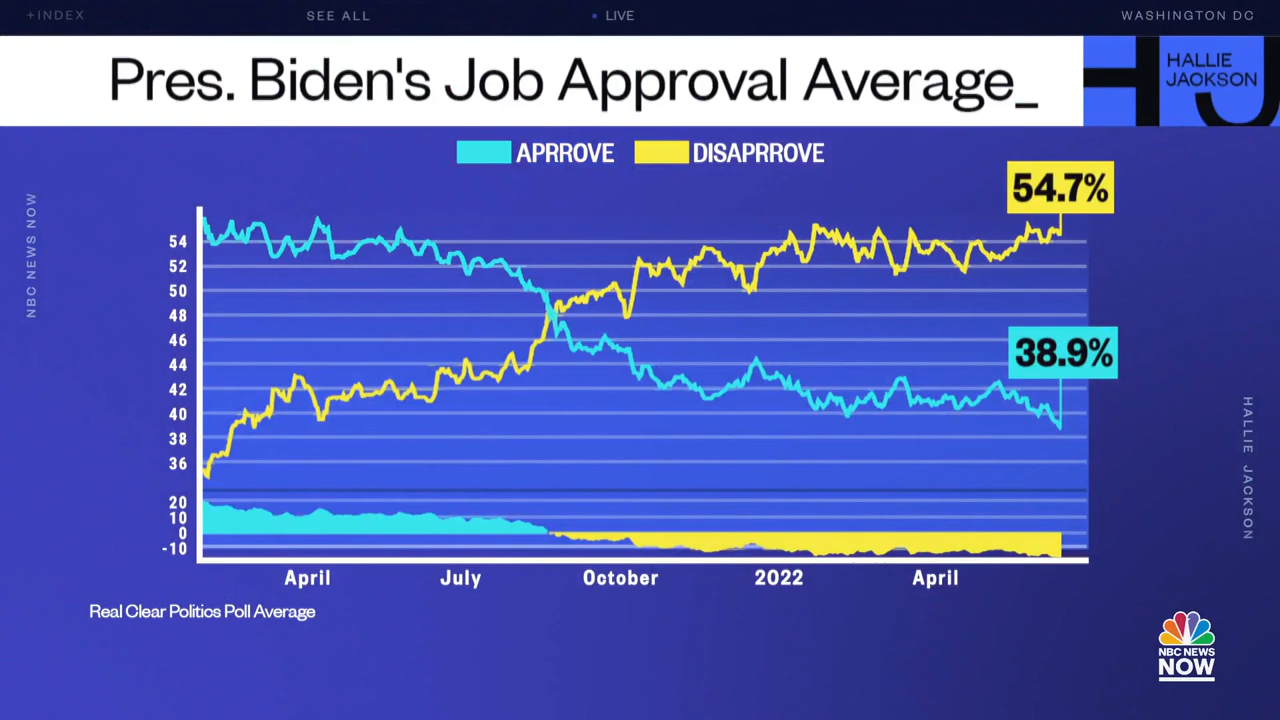 +INDEX
SEE ALL
LIVE
WASHINGTON DC
Pres. Biden's Job Approval Average_
HALLIE
JACKSON
HJ
APRROVE
DISAPRROVE
NBC NEWS NOW
54.7%
38.9%
54
52
50
48
46
44
42
40
38
36
20
10
0
-10
April
July
October
2022
April
HALLIE JACKSON
Real Clear Politics Poll Average
NBC NEWS
NOW